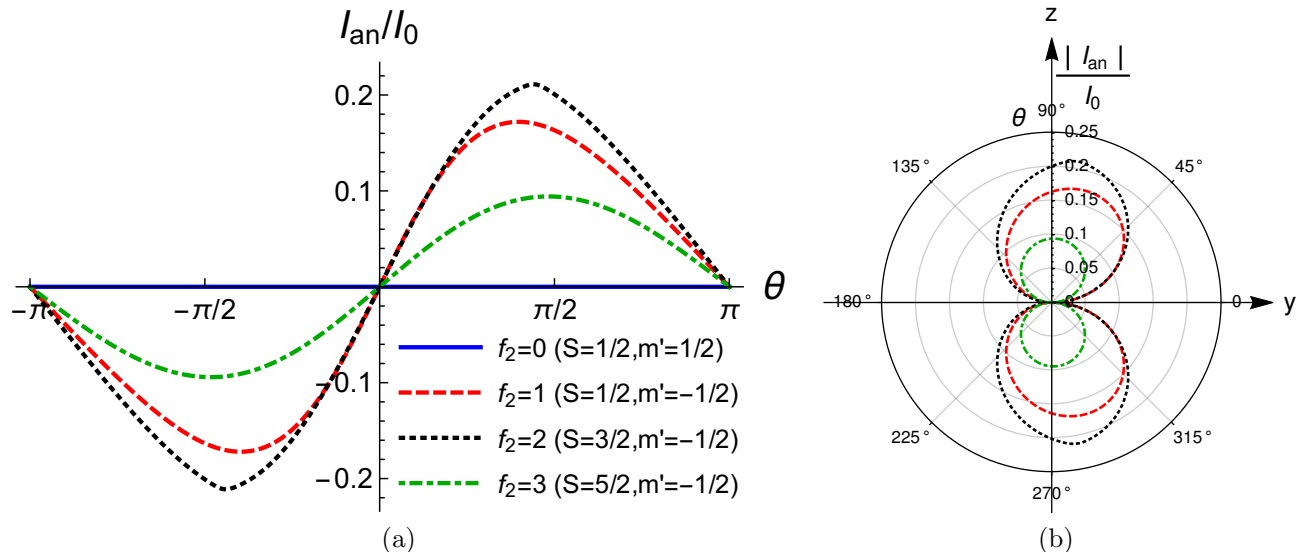 I_an/I_0
0.2
0.1
-π
-π/2
π/2
π
θ
-0.1
-0.2
f_2=0 (S=1/2,m'=1/2)
f_2=1 (S=1/2,m'=-1/2)
f_2=2 (S=3/2,m'=-1/2)
f_2=3 (S=5/2,m'=-1/2)
(a)
z
| I_an |
I_0
θ
90°
0.25
0.2
0.15
0.1
0.05
0
135°
45°
180°
0°
y
225°
315°
270°
(b)